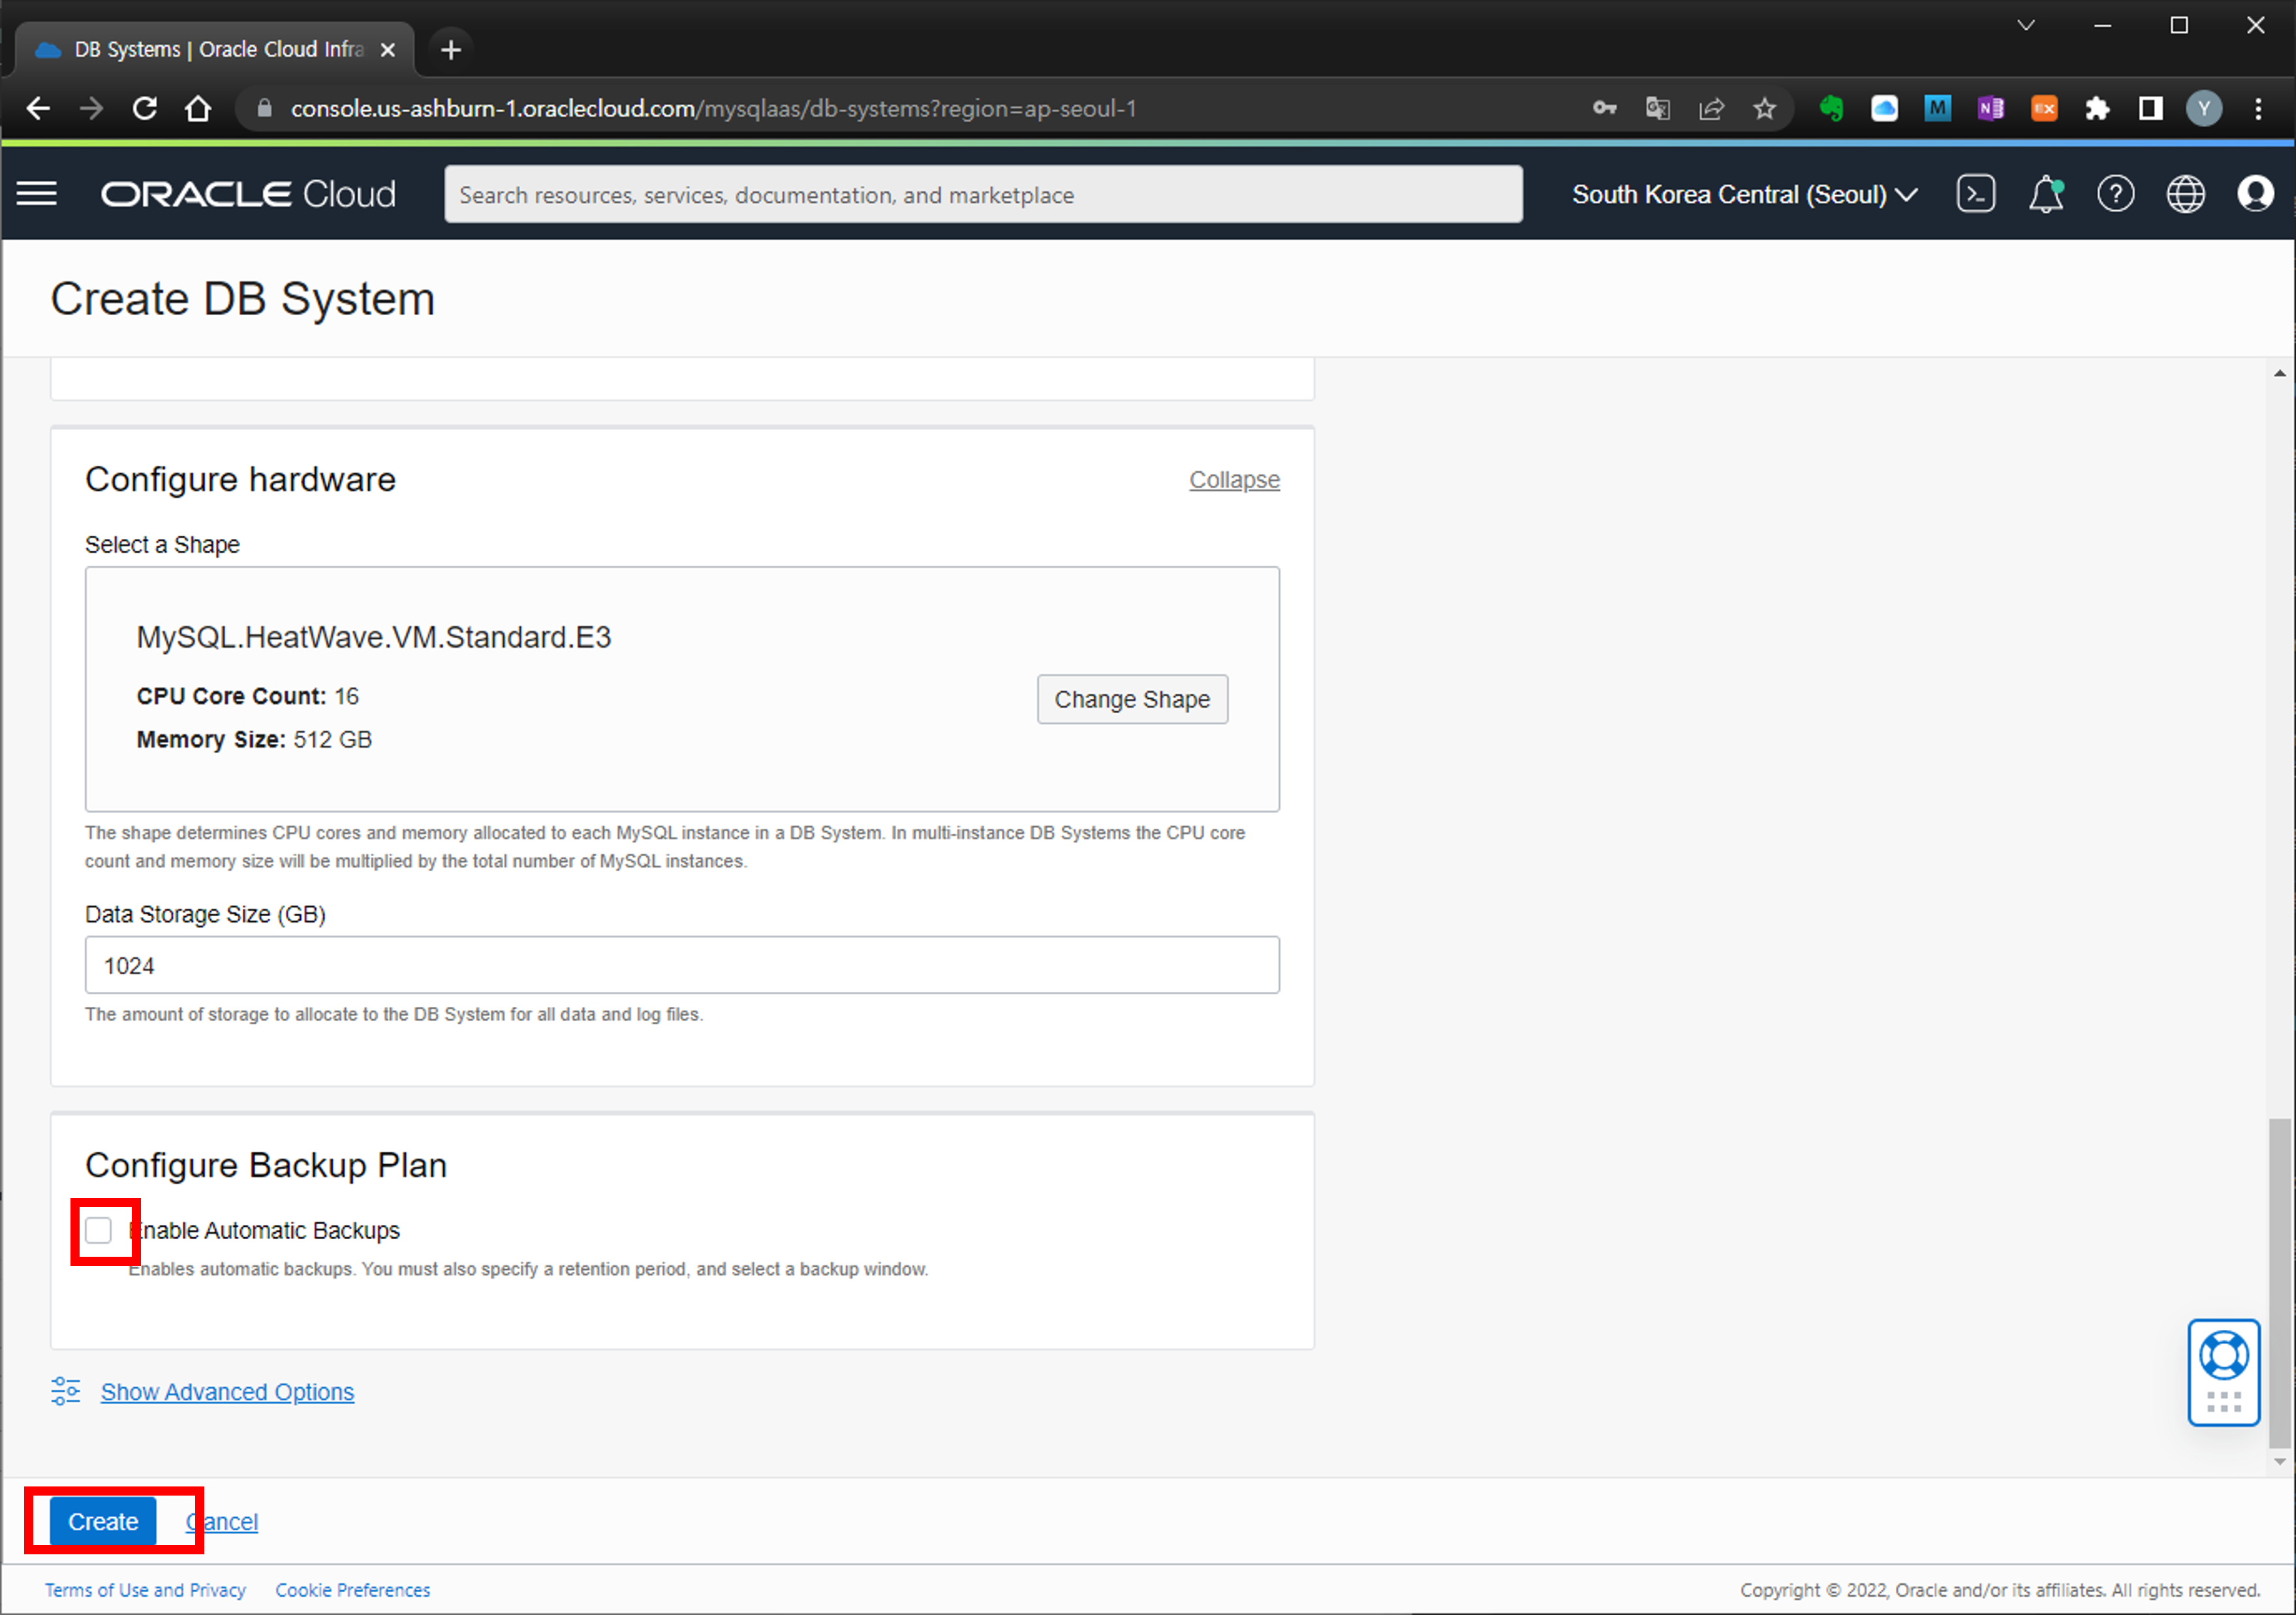 DB Systems | Oracle Cloud Infra
console.us-ashburn-1.oraclecloud.com/mysqlaas/db-systems?region=ap-seoul-1
M
N
EX
Y
ORACLE Cloud
Search resources, services, documentation, and marketplace
South Korea Central (Seoul)
Create DB System
Configure hardware
Collapse
Select a Shape
MySQL.HeatWave.VM.Standard.E3
CPU Core Count: 16
Change Shape
Memory Size: 512 GB
The shape determines CPU cores and memory allocated to each MySQL instance in a DB System. In multi-instance DB Systems the CPU core
count and memory size will be multiplied by the total number of MySQL instances.
Data Storage Size (GB)
1024
The amount of storage to allocate to the DB System for all data and log files.
Configure Backup Plan
Enable Automatic Backups
Enables automatic backups. You must also specify a retention period, and select a backup window.
Show Advanced Options
Create
Cancel
Terms of Use and Privacy
Cookie Preferences
Copyright © 2022, Oracle and/or its affiliates. All rights reserved.